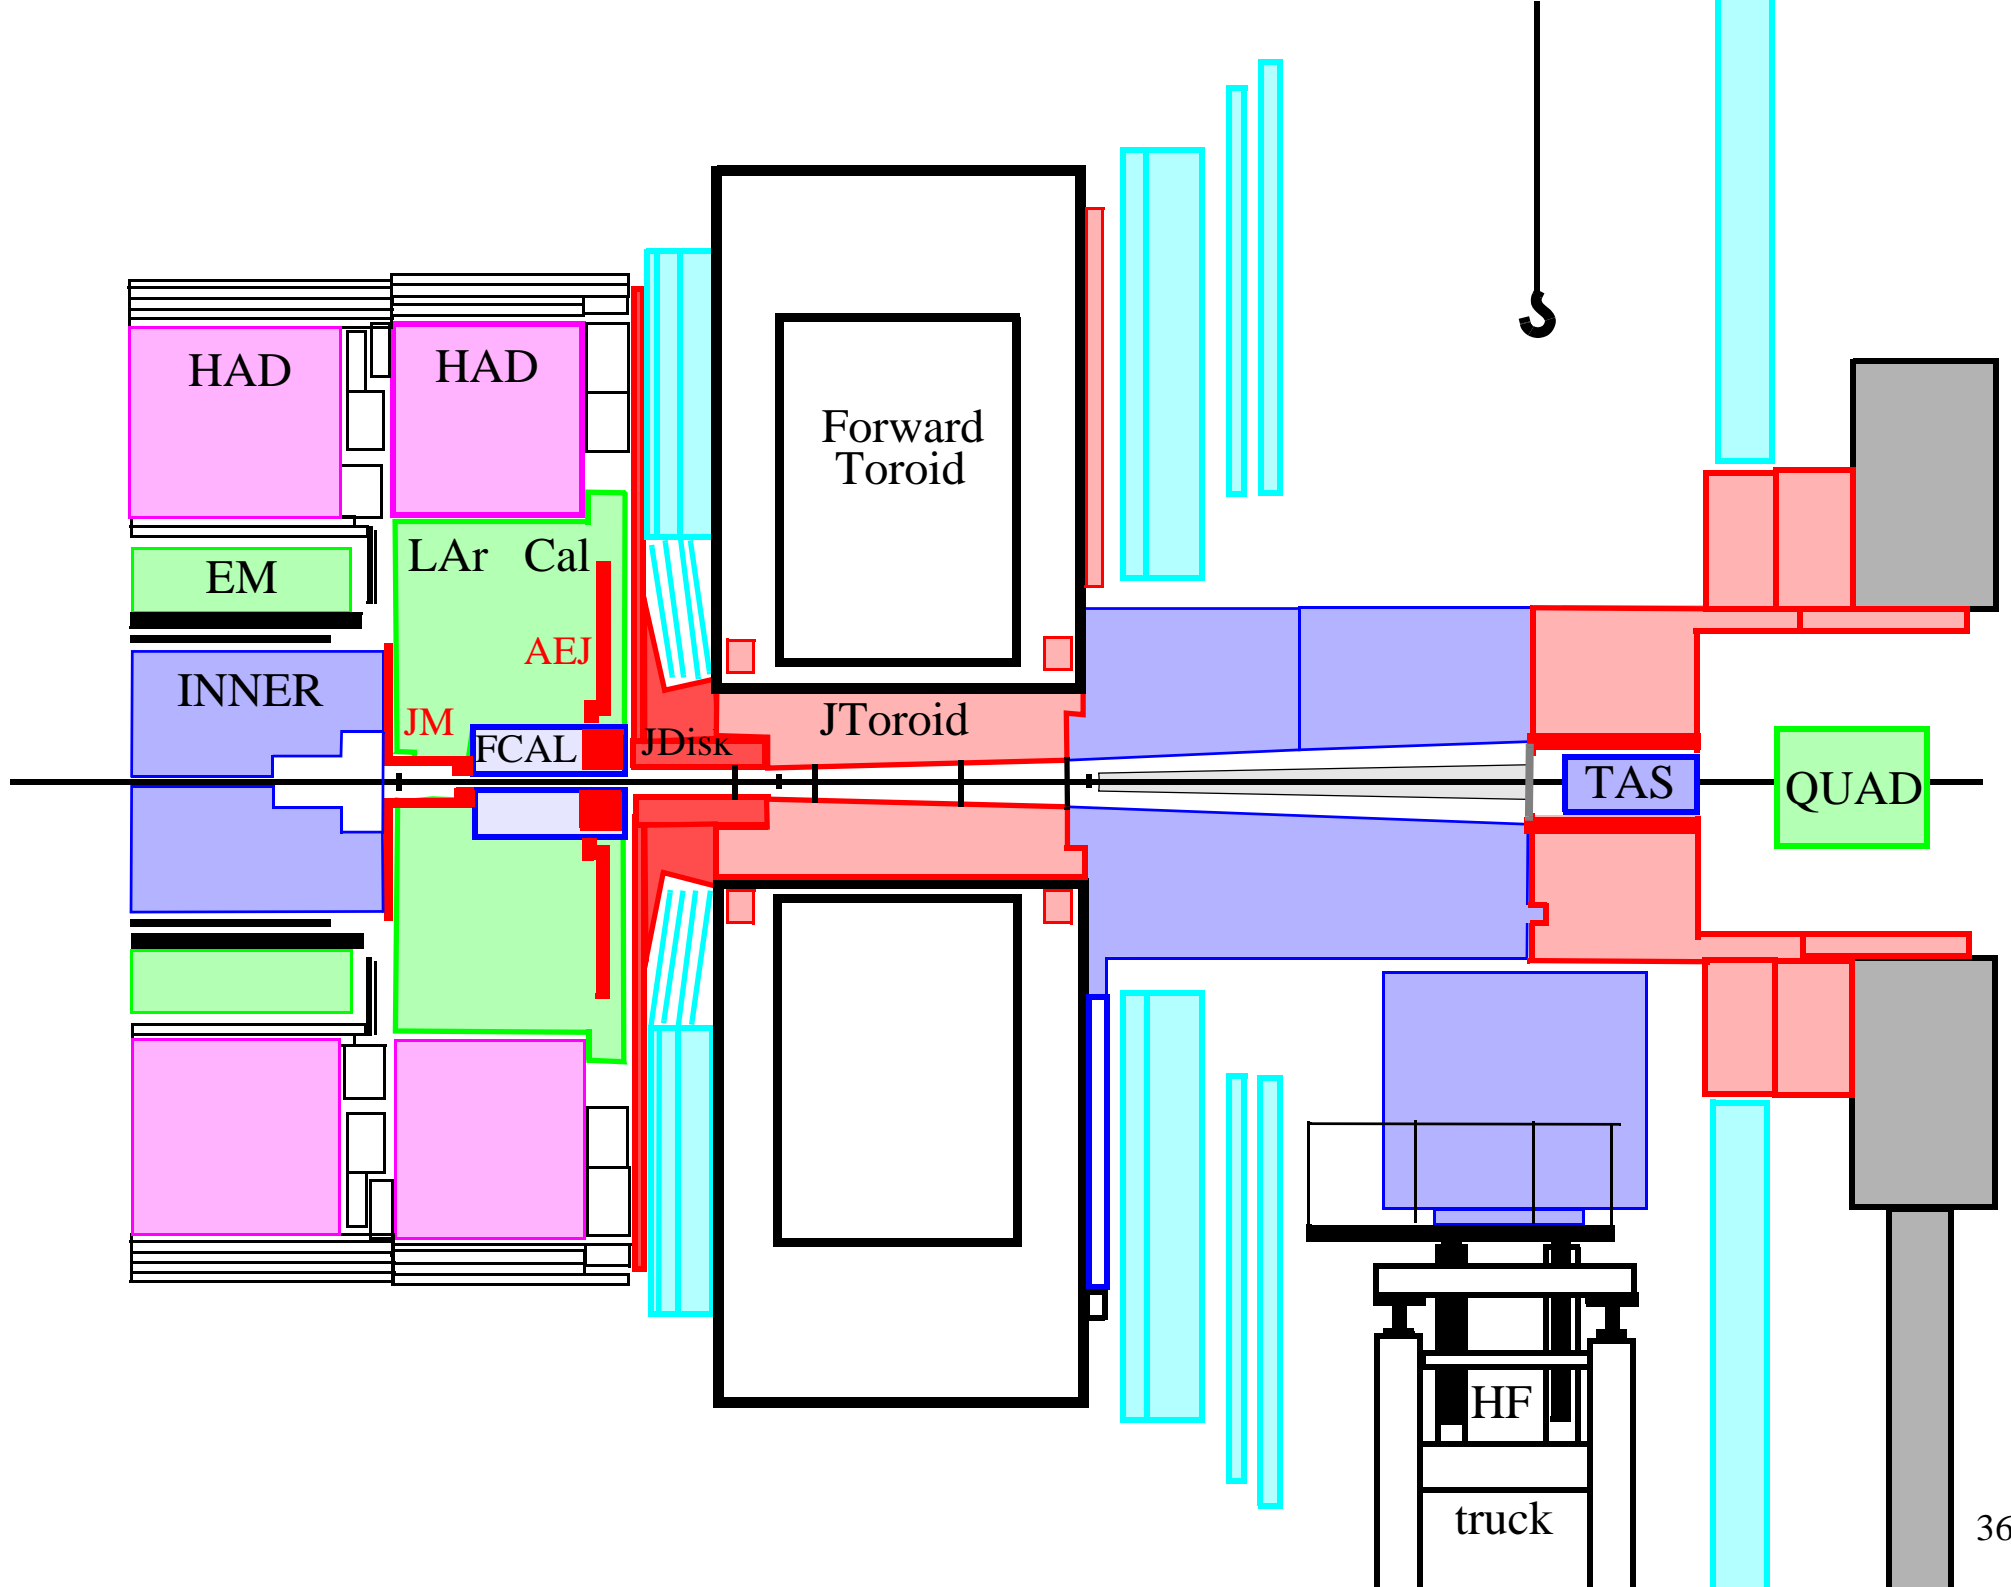 HAD
HAD
Forward
Toroid
LAr Cal
EM
AEJ
INNER
JM
JToroid
FCAL
JDisk
TAS
QUAD
HF
truck
36